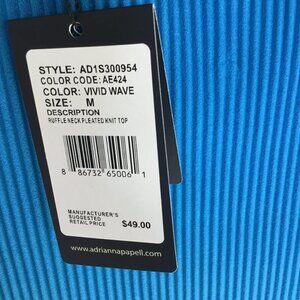 STYLE: AD1S300954
COLOR CODE: AE424
COLOR: VIVID WAVE
SIZE: M
DESCRIPTION
RUFFLE NECK PLEATED KNIT TOP
8 86732 65006 1
MANUFACTURER'S
SUGGESTED
RETAIL PRICE $49.00
www.adriannapapell.com